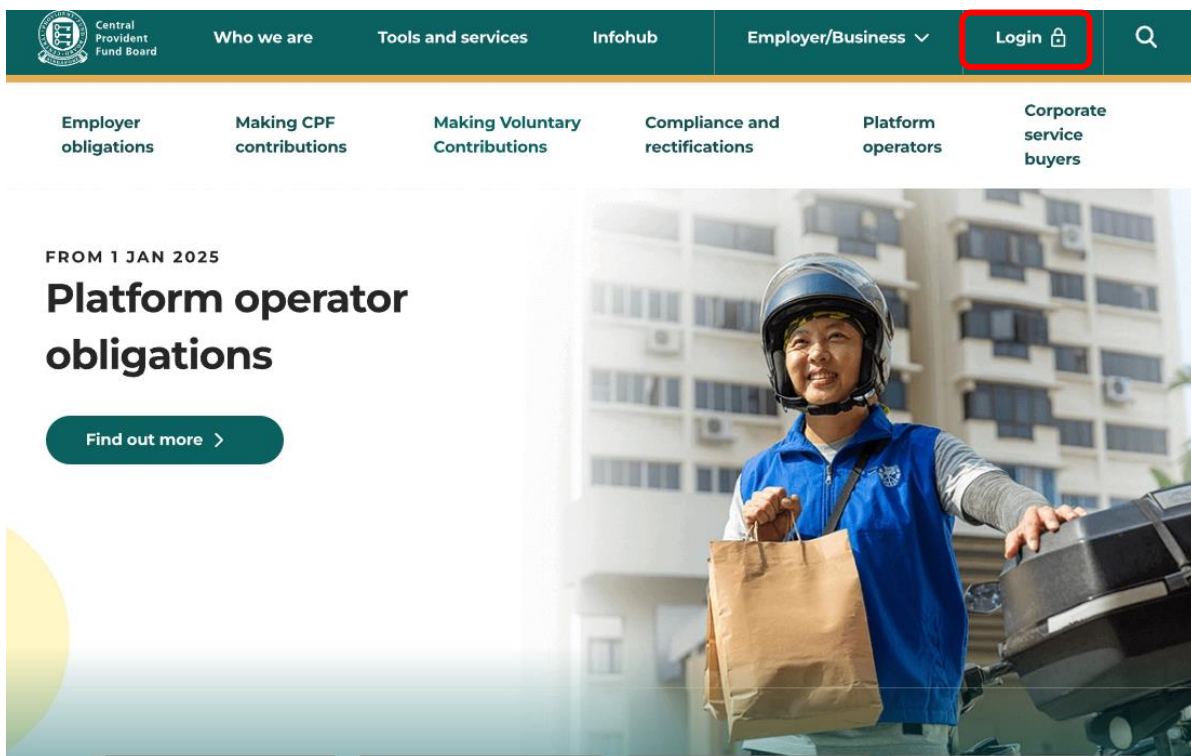 Central
Provident
Fund Board
Who we are
Tools and services
Infohub
Employer/Business
Login
Employer
obligations
Making CPF
contributions
Making Voluntary
Contributions
Compliance and
rectifications
Platform
operators
Corporate
service
buyers
FROM 1 JAN 2025
Platform operator
obligations
Find out more